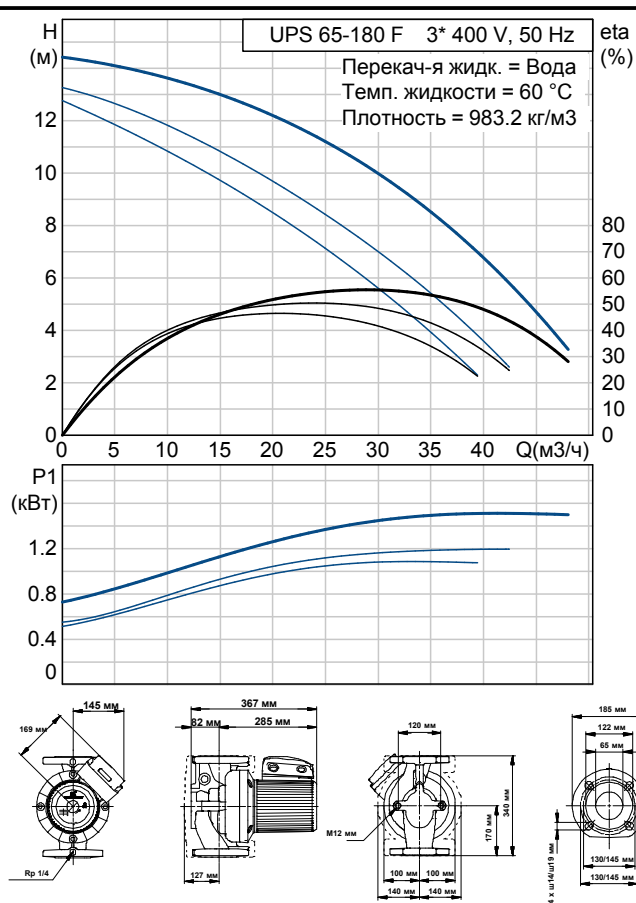 H
(м)
UPS 65-180 F 3* 400 V, 50 Hz
eta
(%)
Перекач-я жидк. = Вода
Темп. жидкости = 60 °C
Плотность = 983.2 кг/м3
12
10
8
6
4
2
0
80
70
60
50
40
30
20
10
0
0 5 10 15 20 25 30 35 40 Q(м3/ч)
P1
(кВт)
1.2
0.8
0.4
0
145 мм
169 мм
Rp 1/4
367 мм
82 мм 285 мм
127 мм
120 мм
M12 мм
170 мм
340 мм
100 мм 100 мм
140 мм 140 мм
185 мм
122 мм
65 мм
4 x ш14/ш19 мм
130/145 мм
130/145 мм